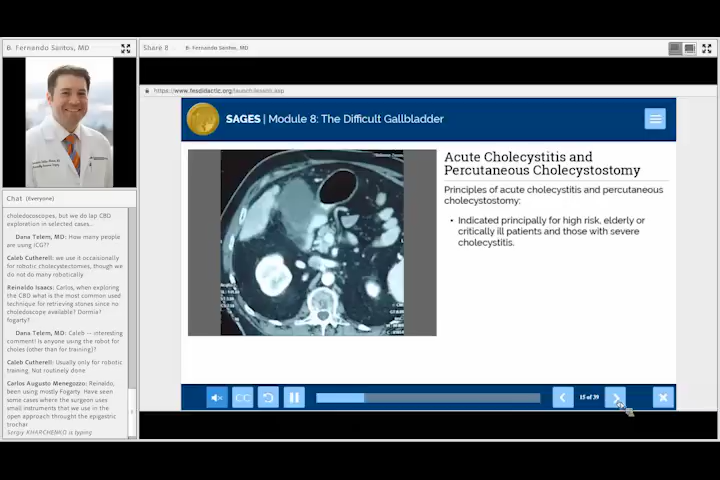 B. Fernando Santos, MD
Share 8
B. Fernando Santos, MD
https://www.fesdidactic.org/launch/lesson.asp
SAGES | Module 8: The Difficult Gallbladder
Acute Cholecystitis and
Percutaneous Cholecystostomy
Principles of acute cholecystitis and percutaneous
cholecystostomy:
• Indicated principally for high risk, elderly or
critically ill patients and those with severe
cholecystitis.
CC
15 of 39
Chat (Everyone)
choledocoscopes, but we do lap CBD
exploration in selected cases..
Dana Telem, MD: How many people
are using ICG??
Caleb Cutherell: we use it occaisionally
for robotic cholecystectomies, though we
do not do many robotically
Reinaldo Isaacs: Carlos, when exploring
the CBD what is the most common used
technique for retrieving stones since no
choledoscope available? Dormia?
fogarty?
Dana Telem, MD: Caleb -- interesting
comment! Is anyone using the robot for
choles (other than for training)?
Caleb Cutherell: Usually only for robotic
training. Not routinely done
Carlos Augusto Menegozzo: Reinaldo,
been using mostly Fogarty. Have seen
some cases where the surgeon uses
small instruments that we use in the
open approach throught the epigastric
trochar
Sergiy KHARCHENKO is typing